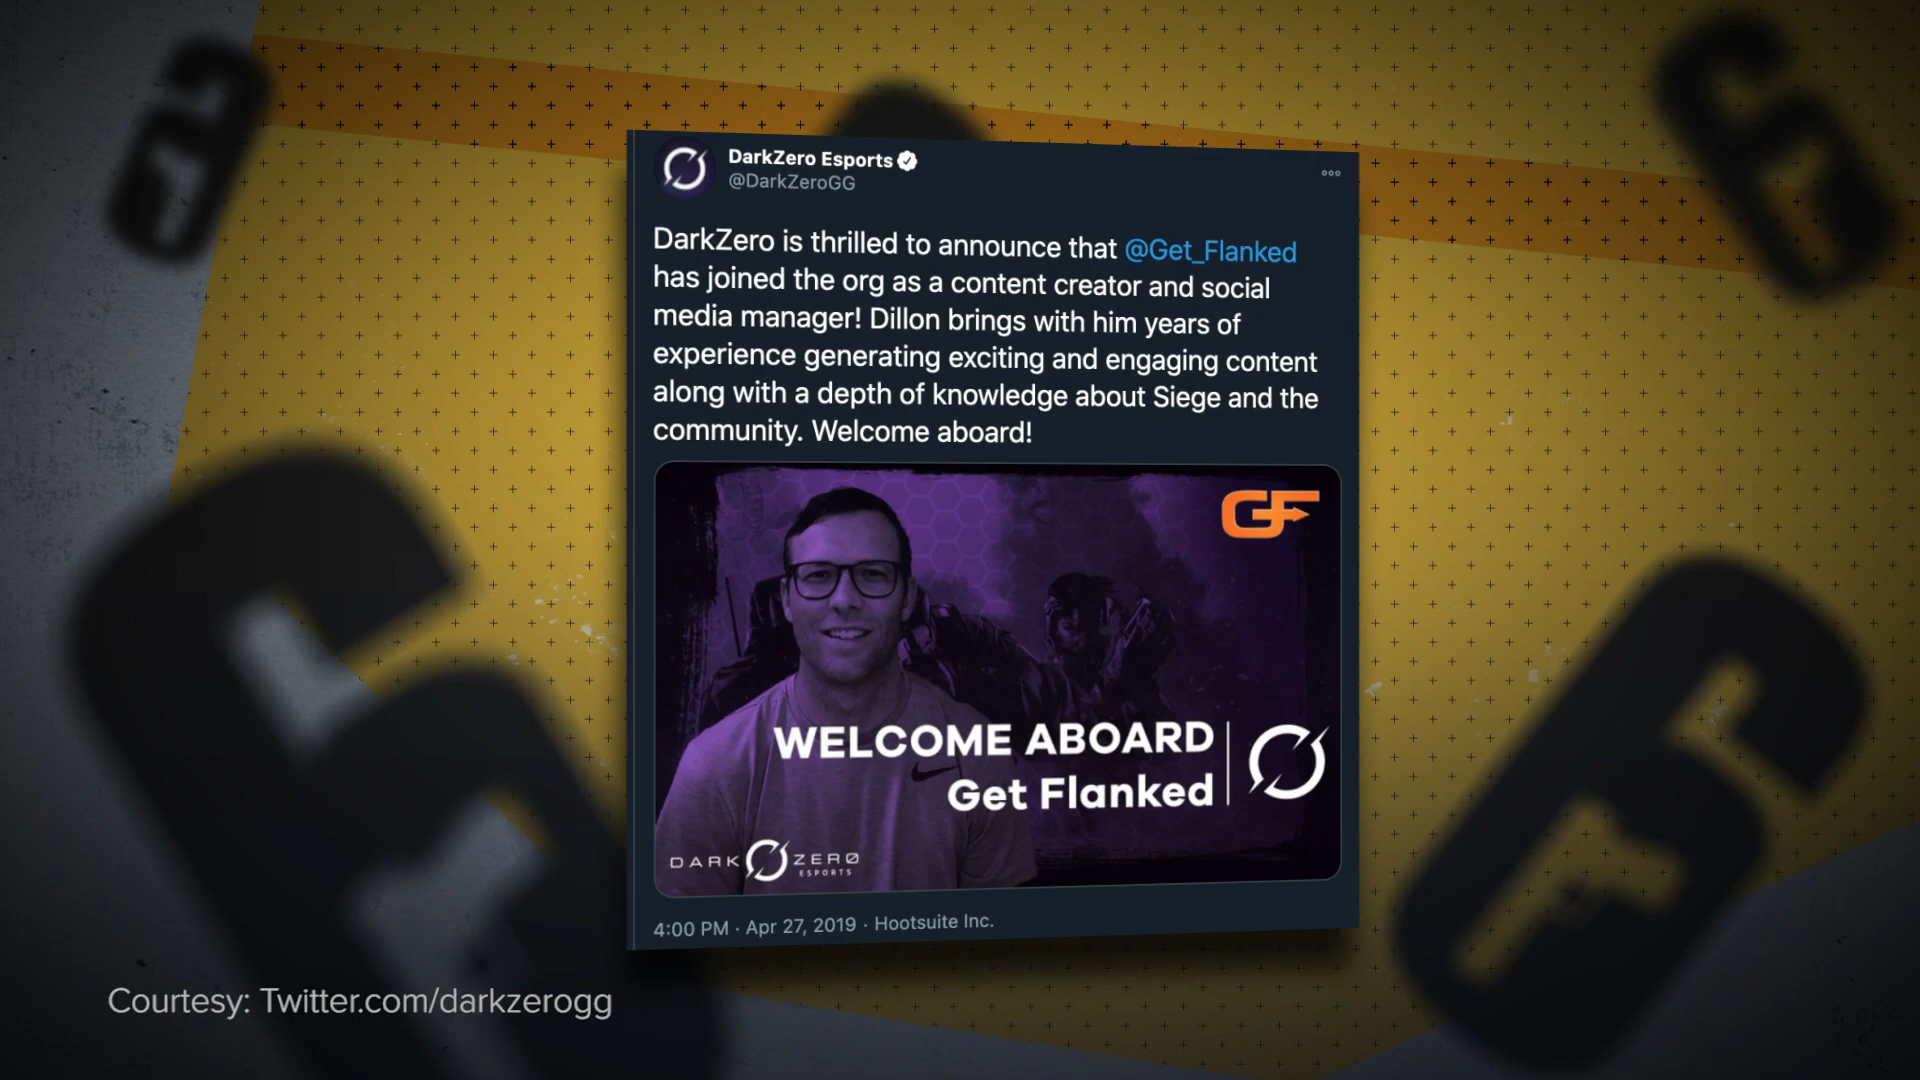 DarkZero Esports
@DarkZeroGG
DarkZero is thrilled to announce that @Get_Flanked
has joined the org as a content creator and social
media manager! Dillon brings with him years of
experience generating exciting and engaging content
along with a depth of knowledge about Siege and the
community. Welcome aboard!
GF
WELCOME ABOARD
Get Flanked
DARK ZERØ
ESPORTS
4:00 PM · Apr 27, 2019 · Hootsuite Inc.
Courtesy: Twitter.com/darkzerogg